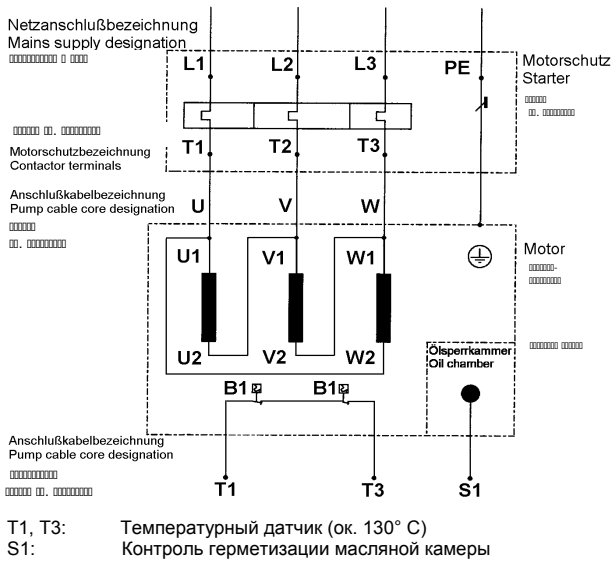 Netzanschlußbezeichnung
Mains supply designation
L1 L2 L3 PE
Motorschutz
Starter
T1 T2 T3
Motorschutzbezeichnung
Contactor terminals
Anschlußkabelbezeichnung
Pump cable core designation
U V W
U1 V1 W1
Motor
U2 V2 W2
Ölsperrkammer
Oil chamber
B1 B1
Anschlußkabelbezeichnung
Pump cable core designation
T1 T3 S1
T1, T3: Температурный датчик (ок. 130° C)
S1: Контроль герметизации масляной камеры